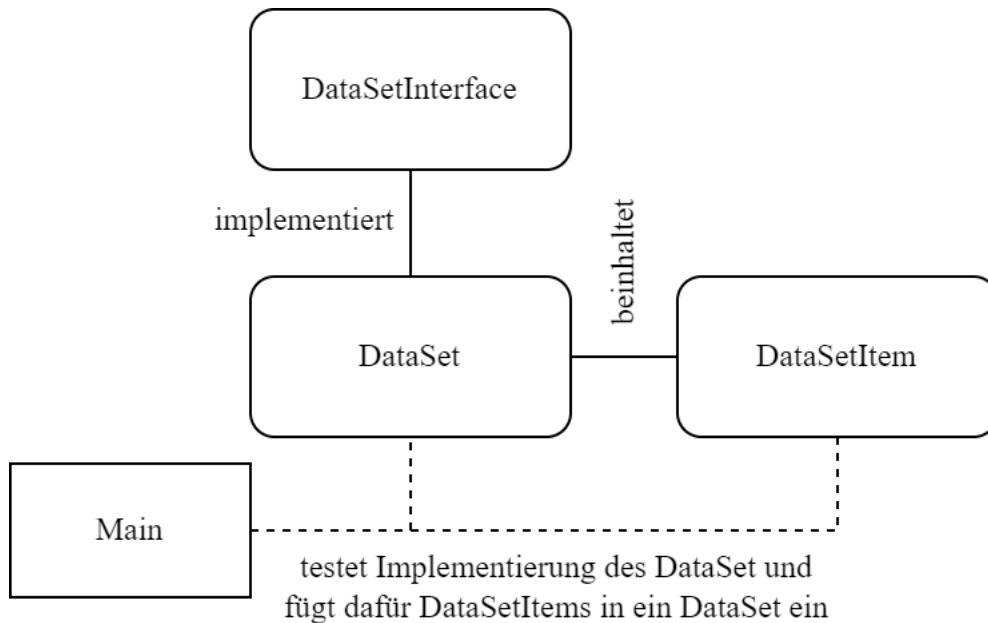 DataSetInterface
implementiert
beinhaltet
DataSet
DataSetItem
Main
testet Implementierung des DataSet und
fügt dafür DataSetItems in ein DataSet ein